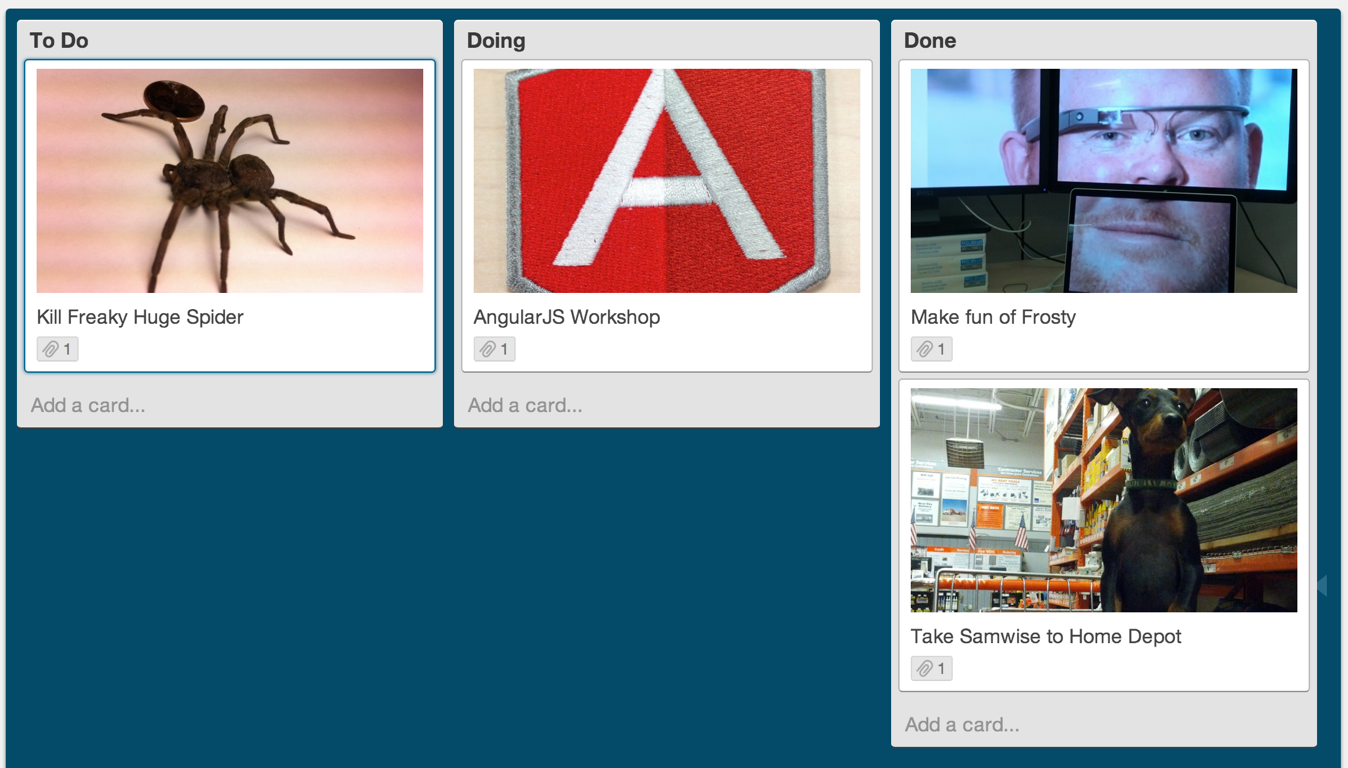 To Do
Kill Freaky Huge Spider
1
Add a card...
Doing
A
AngularJS Workshop
1
Add a card...
Done
Make fun of Frosty
1
Take Samwise to Home Depot
1
Add a card...